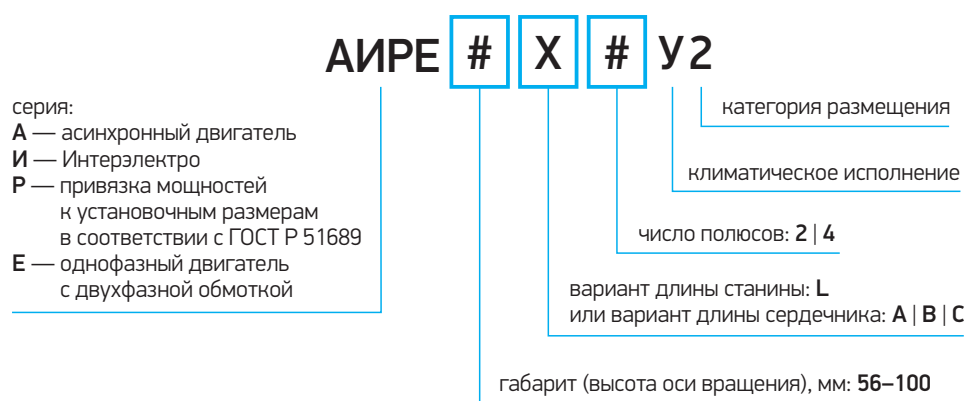 АИРЕ # Х # У2
серия:
А — асинхронный двигатель
И — Интерэлектро
Р — привязка мощностей
к установочным размерам
в соответствии с ГОСТ Р 51689
Е — однофазный двигатель
с двухфазной обмоткой
категория размещения
климатическое исполнение
число полюсов: 2 | 4
вариант длины станины: L
или вариант длины сердечника: A | B | C
габарит (высота оси вращения), мм: 56–100